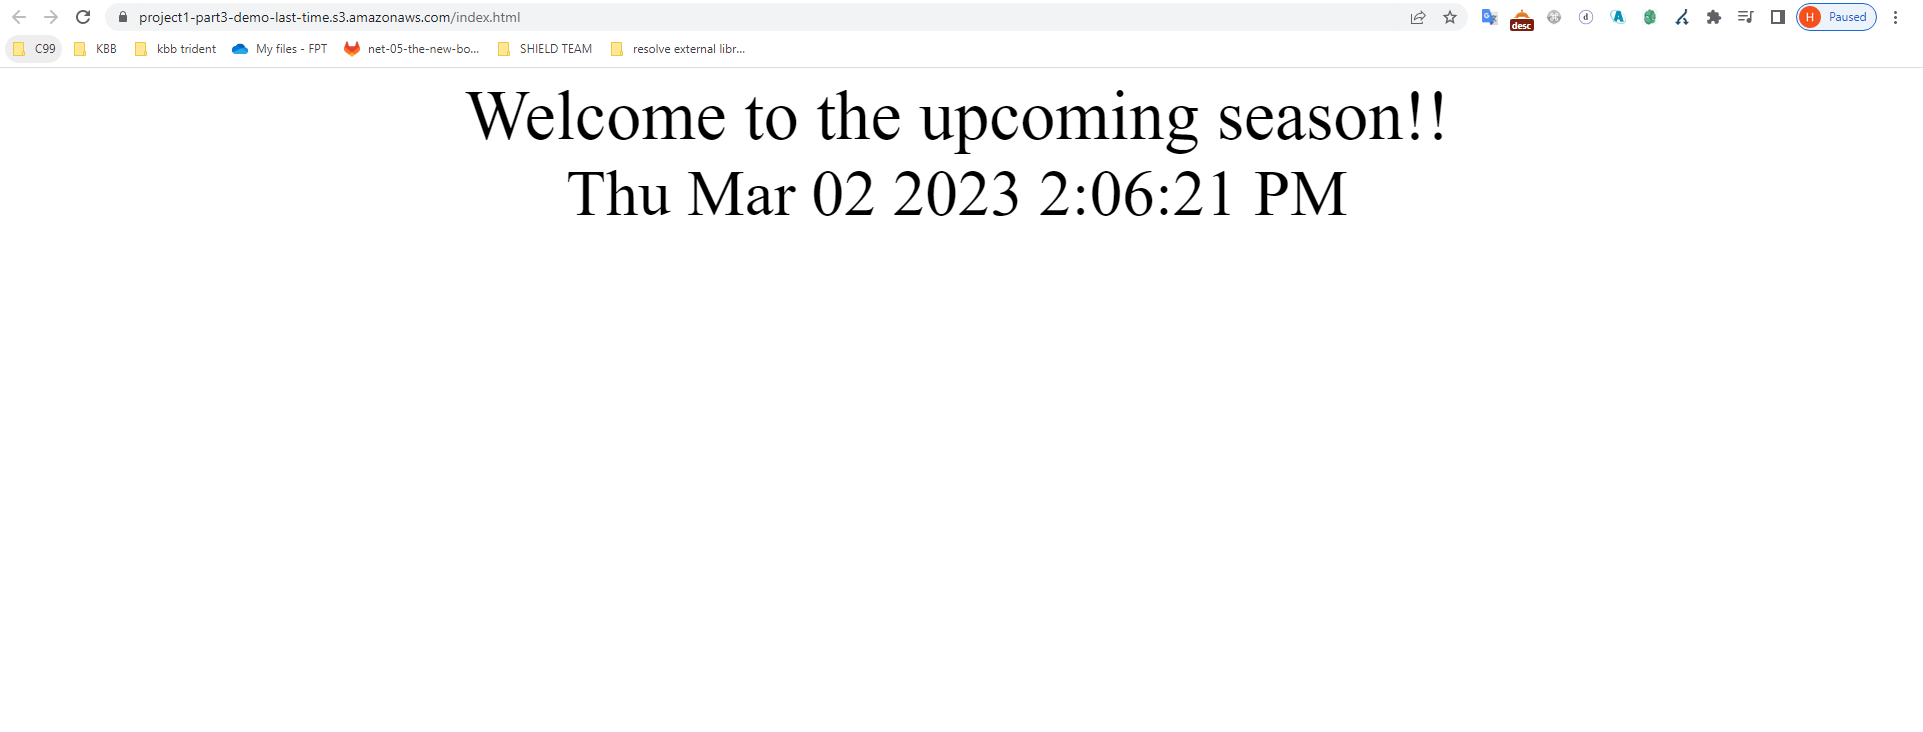 project1-part3-demo-last-time.s3.amazonaws.com/index.html
desc
H Paused
C99 KBB kbb trident My files - FPT net-05-the-new-bo... SHIELD TEAM resolve external libr...
Welcome to the upcoming season!!
Thu Mar 02 2023 2:06:21 PM